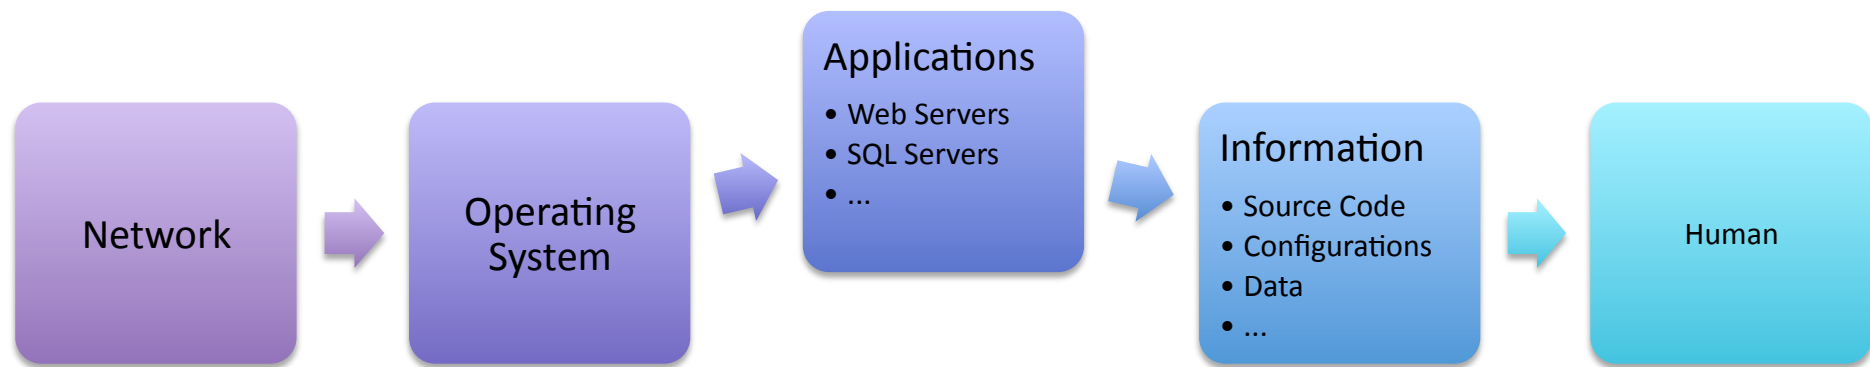 Network
Operating
System
Applications
• Web Servers
• SQL Servers
• ...
Information
• Source Code
• Configurations
• Data
• ...
Human